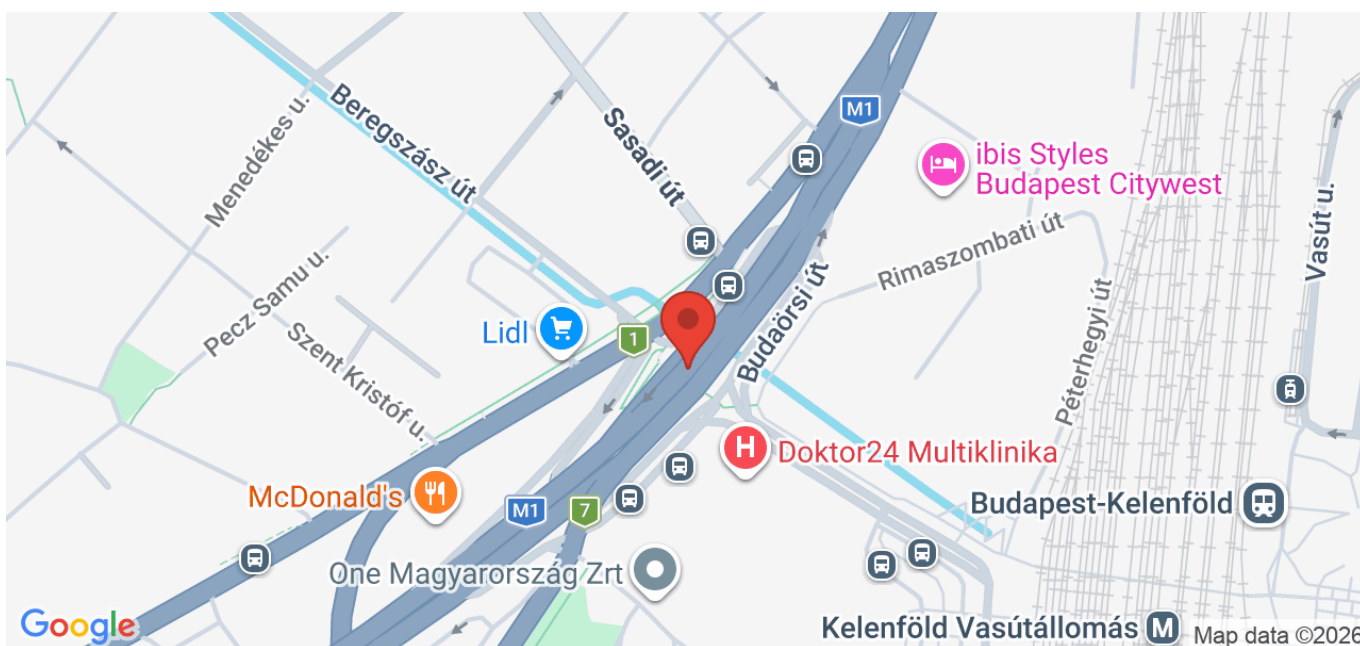 M1
ibis Styles
Budapest Citywest
Beregszász út
Menedékes u.
Sasadi út
Vasút u.
Rimaszombati út
Pecz Samu u.
Budaörsi út
Péterhegyi út
Lidl
1
Szent Kristóf u.
H
Doktor24 Multiklinika
McDonald's
M1
7
Budapest-Kelenföld
One Magyarország Zrt
Google
Kelenföld Vasútállomás M
Map data ©2026